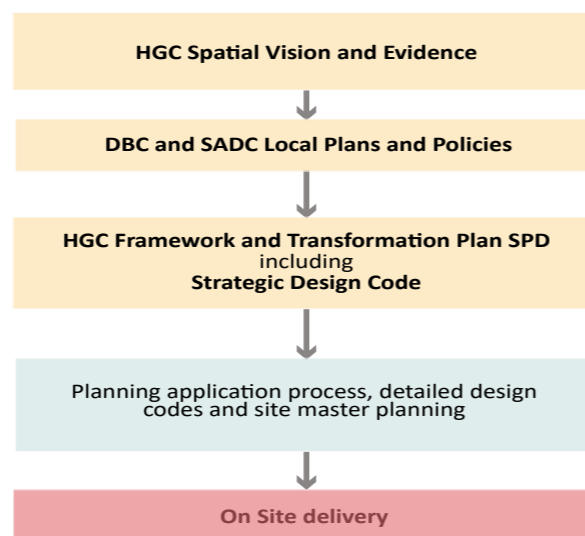 HGC Spatial Vision and Evidence
DBC and SADC Local Plans and Policies
HGC Framework and Transformation Plan SPD
including
Strategic Design Code
Planning application process, detailed design
codes and site master planning
On Site delivery